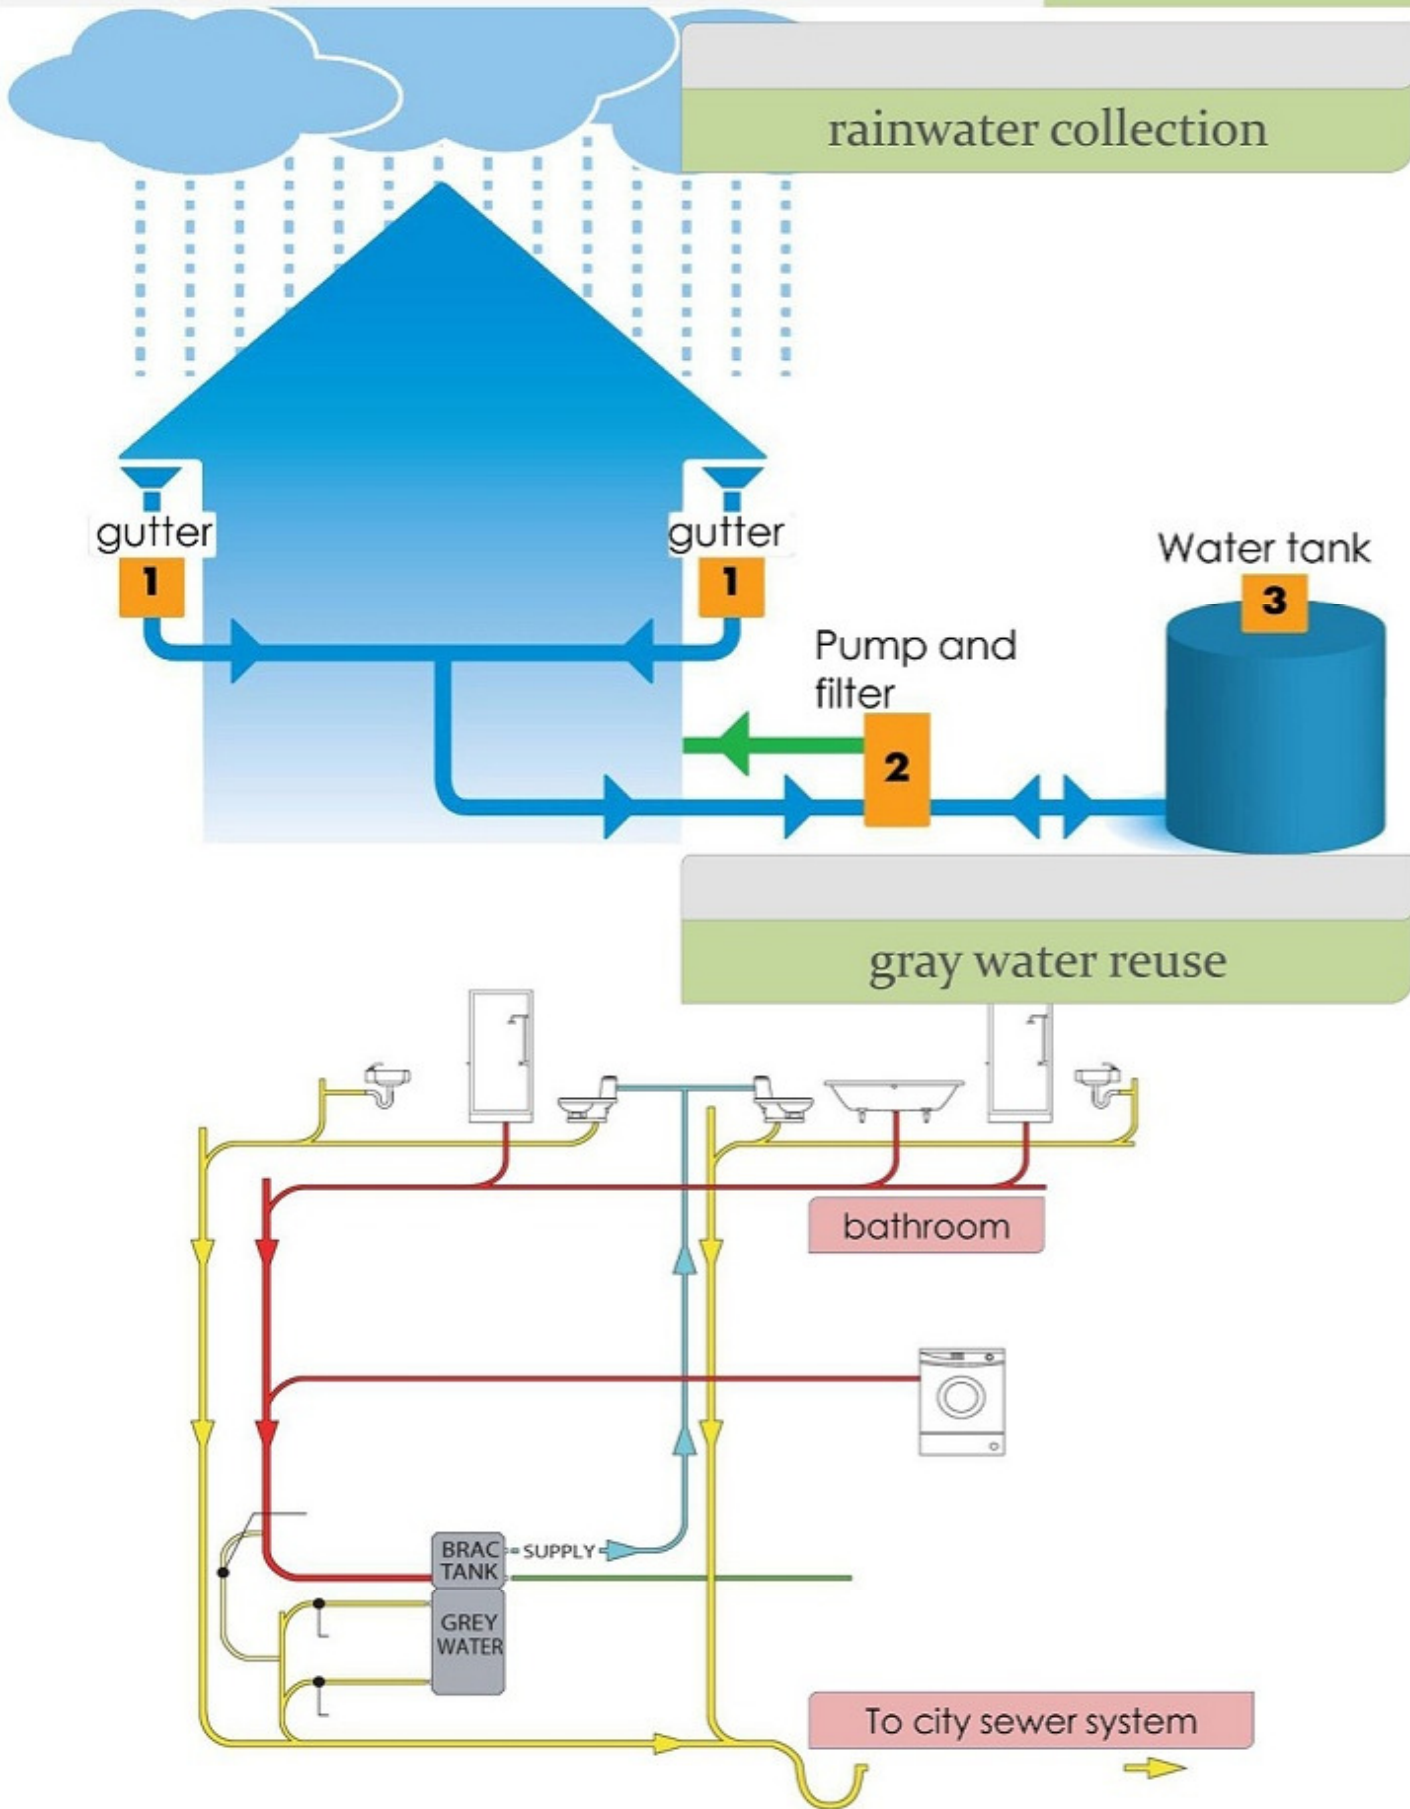 rainwater collection
gutter
gutter
1
1
Water tank
3
Pump and
filter
2
gray water reuse
bathroom
BRAC
TANK
SUPPLY
GREY
WATER
To city sewer system